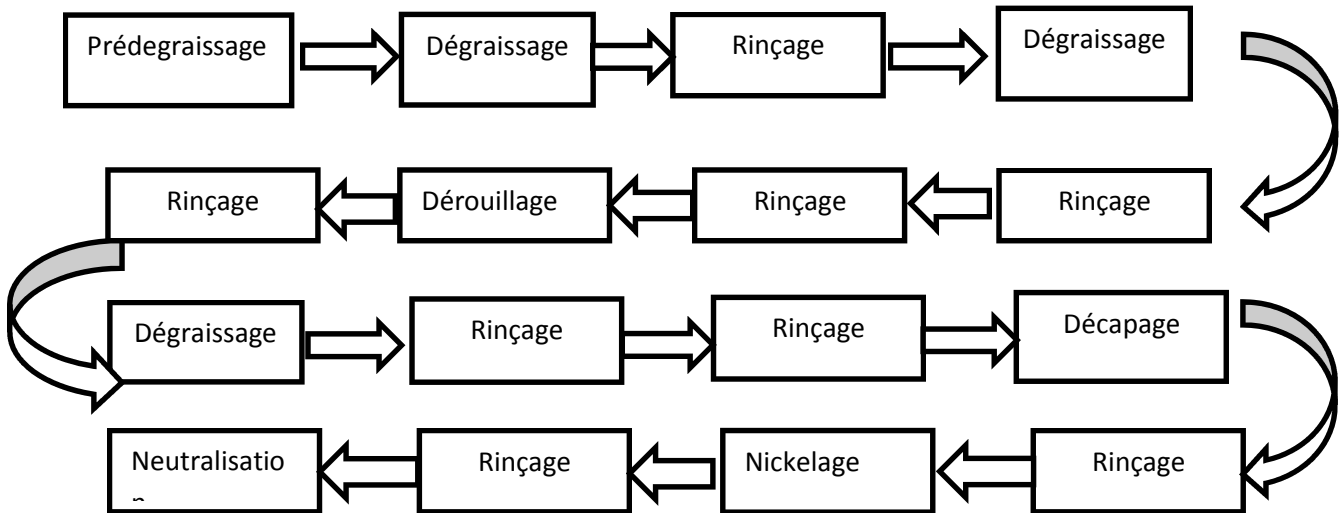 Prédegraissage
Dégraissage
Rinçage
Dégraissage
Rinçage
Dérouillage
Rinçage
Rinçage
Dégraissage
Rinçage
Rinçage
Décapage
Neutralisatio
n
Rinçage
Nickelage
Rinçage